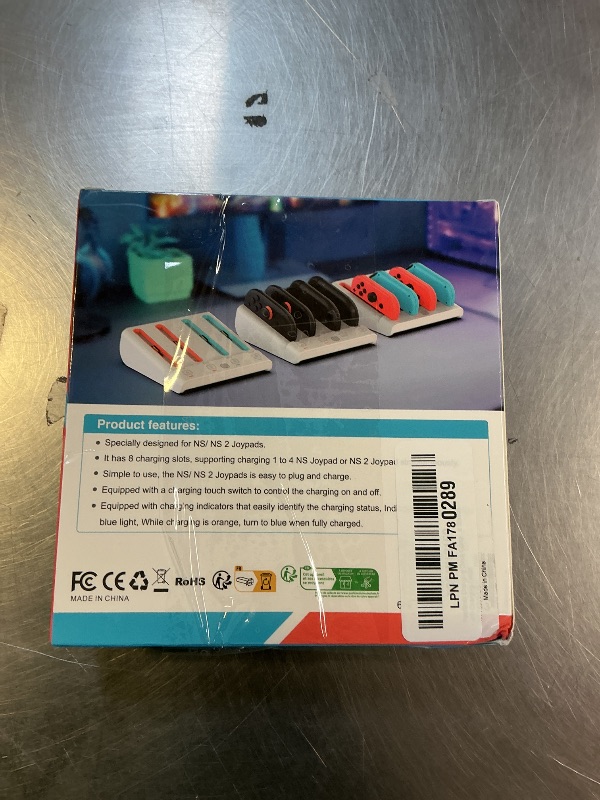 Product features:
• Specially designed for NS/ NS 2 Joypads.
• It has 8 charging slots, supporting charging 1 to 4 NS Joypad or NS 2 Joypa
• Simple to use, the NS/ NS 2 Joypads is easy to plug and charge.
• Equipped with a charging touch switch to control the charging on and off.
• Equipped with charging indicators that easily identify the charging status, Indi
blue light, While charging is orange, turn to blue when fully charged.
FC CE RoHS
FR
MADE IN CHINA
LPN PM FA1780289
Made in China